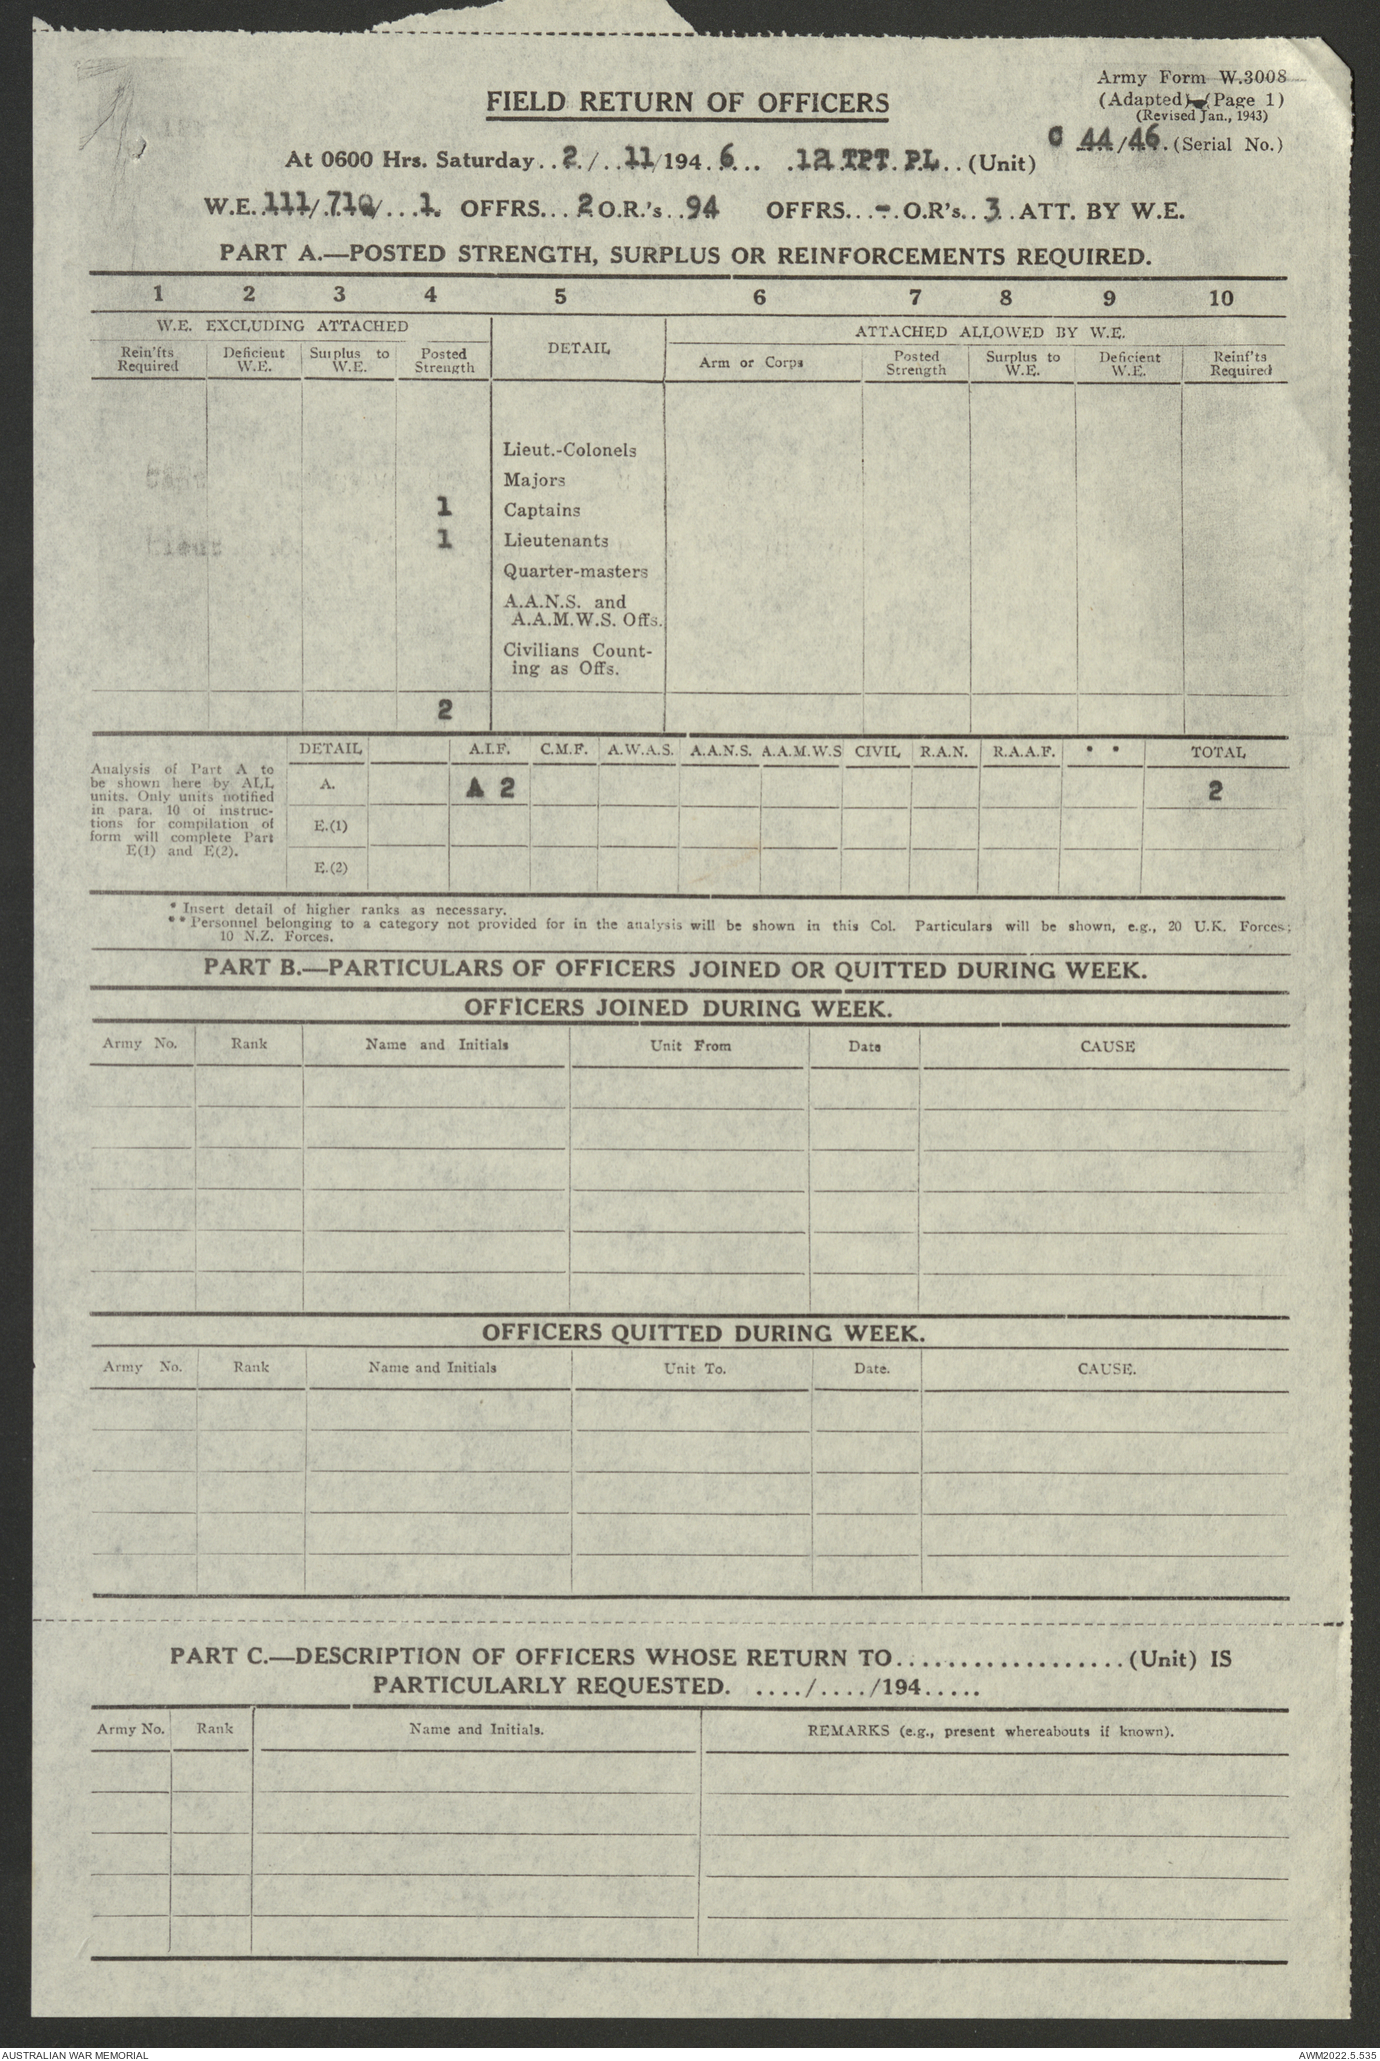 Army Form W.3008
(Adapted) (Page 1)
(Revised Jan., 1943)
FIELD RETURN OF OFFICERS
C 44/46. (Serial No.)
At 0600 Hrs. Saturday..2./..11/194.6... .12 TPT. PL..(Unit)
W.E. 111/710/...1. OFFRS...2 O.R.'s..94 OFFRS...-. O.R's..3..ATT. BY W.E.
PART A.—POSTED STRENGTH, SURPLUS OR REINFORCEMENTS REQUIRED.
1 2 3 4 5 6 7 8 9 10
W.E. EXCLUDING ATTACHED DETAIL ATTACHED ALLOWED BY W.E.
Rein'fts Required Deficient W.E. Surplus to W.E. Posted Strength Arm or Corps Posted Strength Surplus to W.E. Deficient W.E. Reinf'ts Required
Lieut.-Colonels
Majors
1 Captains
1 Lieutenants
Quarter-masters
A.A.N.S. and
A.A.M.W.S. Offs.
Civilians Count-
ing as Offs.
2
DETAIL A.I.F. C.M.F. A.W.A.S. A.A.N.S. A.A.M.W.S CIVIL R.A.N. R.A.A.F. * * TOTAL
Analysis of Part A to
be shown here by ALL
units. Only units notified
in para. 10 of instruc-
tions for compilation of
form will complete Part
E(1) and E(2).
A. A 2 2
E.(1)
E.(2)
* Insert detail of higher ranks as necessary.
* * Personnel belonging to a category not provided for in the analysis will be shown in this Col. Particulars will be shown, e.g., 20 U.K. Forces;
10 N.Z. Forces.
PART B.—PARTICULARS OF OFFICERS JOINED OR QUITTED DURING WEEK.
OFFICERS JOINED DURING WEEK.
Army No. Rank Name and Initials Unit From Date CAUSE
OFFICERS QUITTED DURING WEEK.
Army No. Rank Name and Initials Unit To. Date. CAUSE.
PART C.—DESCRIPTION OF OFFICERS WHOSE RETURN TO..................(Unit) IS
PARTICULARLY REQUESTED. ..../..../194.....
Army No. Rank Name and Initials. REMARKS (e.g., present whereabouts if known).
AUSTRALIAN WAR MEMORIAL AWM2022.5.535